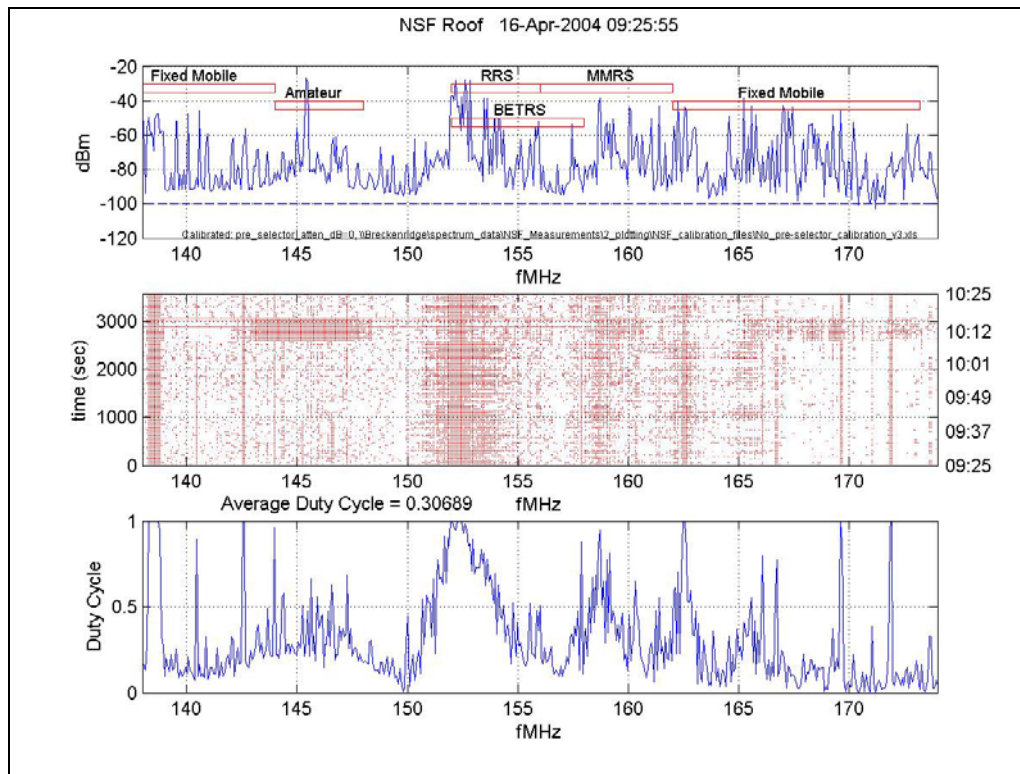 NSF Roof 16-Apr-2004 09:25:55
-20
-40
-60
-80
-100
-120
dBm
Fixed Mobile
Amateur
RRS
MMRS
BETRS
Fixed Mobile
Calibrated: pre_selector_atten_dB=0, \\Breckenridge\spectrum_data\NSF_Measurements\2_plotting\NSF_calibration_files\No_pre-selector_calibration_v3.xls
140 145 150 155 160 165 170
fMHz
3000
2000
1000
0
time (sec)
10:25
10:12
10:01
09:49
09:37
09:25
140 145 150 155 160 165 170
fMHz
Average Duty Cycle = 0.30689
1
0.5
0
Duty Cycle
140 145 150 155 160 165 170
fMHz